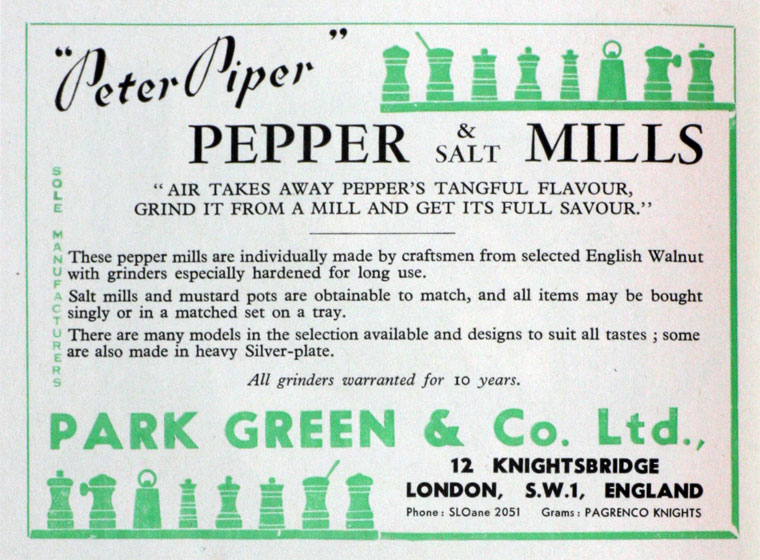 "Peter Piper"
PEPPER & SALT MILLS
"AIR TAKES AWAY PEPPER'S TANGFUL FLAVOUR,
GRIND IT FROM A MILL AND GET ITS FULL SAVOUR."
SOLE MANUFACTURERS
These pepper mills are individually made by craftsmen from selected English Walnut
with grinders especially hardened for long use.
Salt mills and mustard pots are obtainable to match, and all items may be bought
singly or in a matched set on a tray.
There are many models in the selection available and designs to suit all tastes ; some
are also made in heavy Silver-plate.
All grinders warranted for 10 years.
PARK GREEN & Co. Ltd.,
12 KNIGHTSBRIDGE
LONDON, S.W.1, ENGLAND
Phone : SLOane 2051 Grams : PAGRENCO KNIGHTS